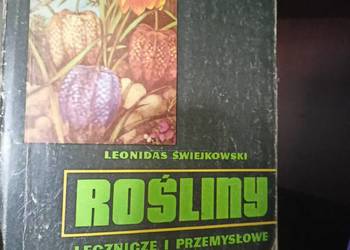 LEONIDAS ŚWIEJKOWSKI
ROŚLINY
LECZNICZE I PRZEMYSŁOWE